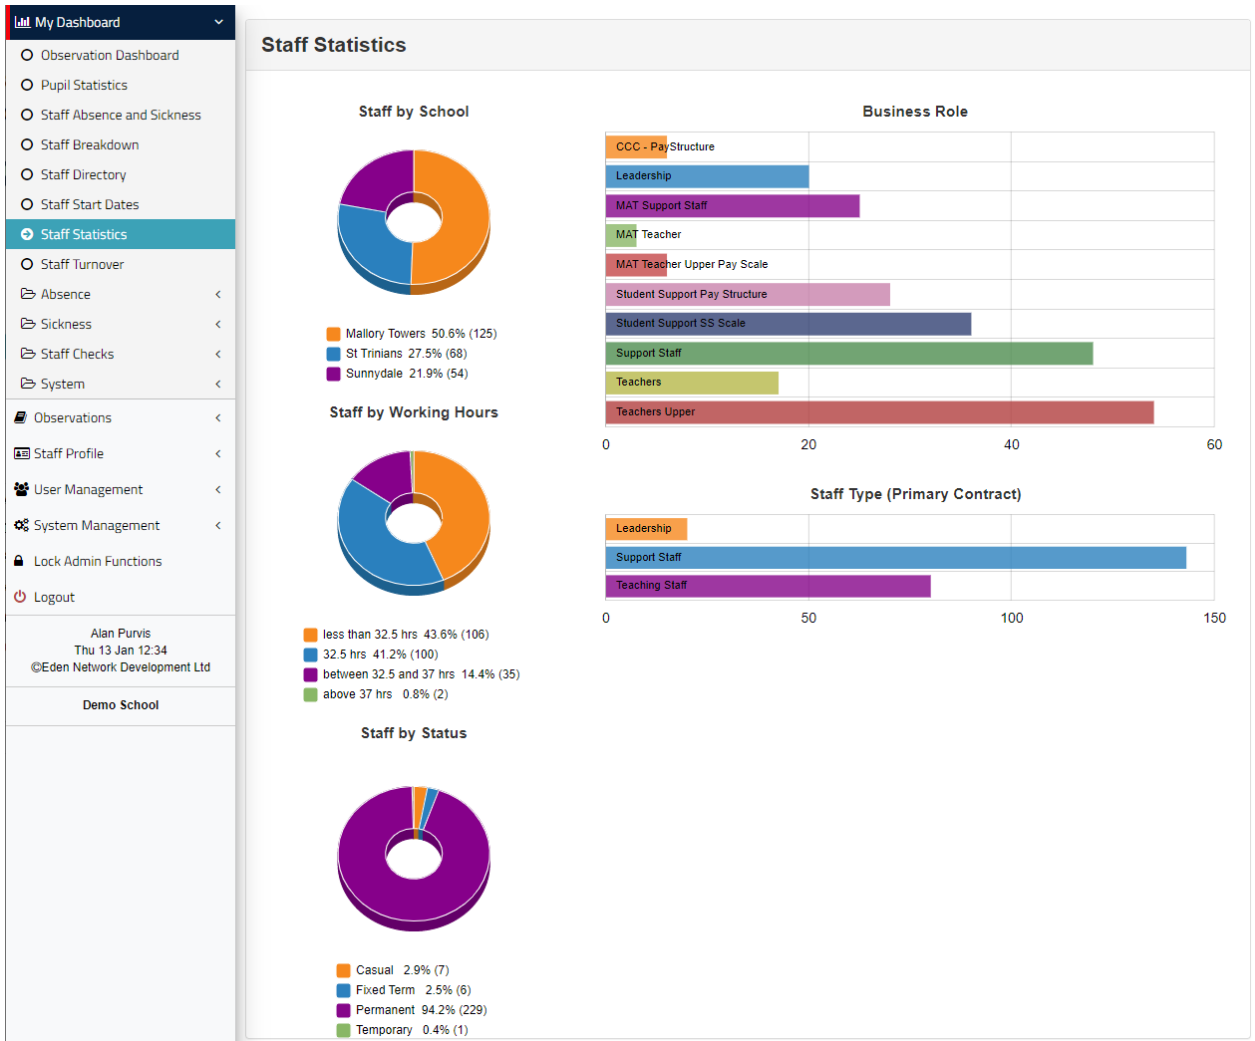 My Dashboard
Observation Dashboard
Pupil Statistics
Staff Absence and Sickness
Staff Breakdown
Staff Directory
Staff Start Dates
Staff Statistics
Staff Turnover
Absence
Sickness
Staff Checks
System
Observations
Staff Profile
User Management
System Management
Lock Admin Functions
Logout
Alan Purvis
Thu 13 Jan 12:34
©Eden Network Development Ltd
Demo School
Staff Statistics
Staff by School
Mallory Towers 50.6% (125)
St Trinians 27.5% (68)
Sunnydale 21.9% (54)
Staff by Working Hours
less than 32.5 hrs 43.6% (106)
32.5 hrs 41.2% (100)
between 32.5 and 37 hrs 14.4% (35)
above 37 hrs 0.8% (2)
Staff by Status
Casual 2.9% (7)
Fixed Term 2.5% (6)
Permanent 94.2% (229)
Temporary 0.4% (1)
Business Role
CCC - PayStructure
Leadership
MAT Support Staff
MAT Teacher
MAT Teacher Upper Pay Scale
Student Support Pay Structure
Student Support SS Scale
Support Staff
Teachers
Teachers Upper
0 20 40 60
Staff Type (Primary Contract)
Leadership
Support Staff
Teaching Staff
0 50 100 150